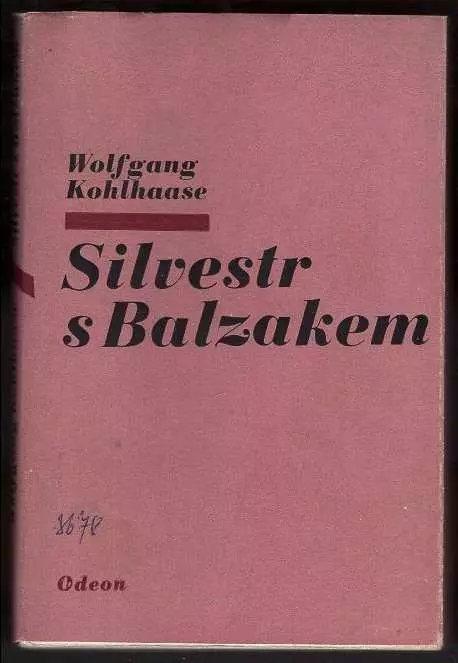 Wolfgang
Kohlhaase
Silvestr
s Balzakem
Odeon